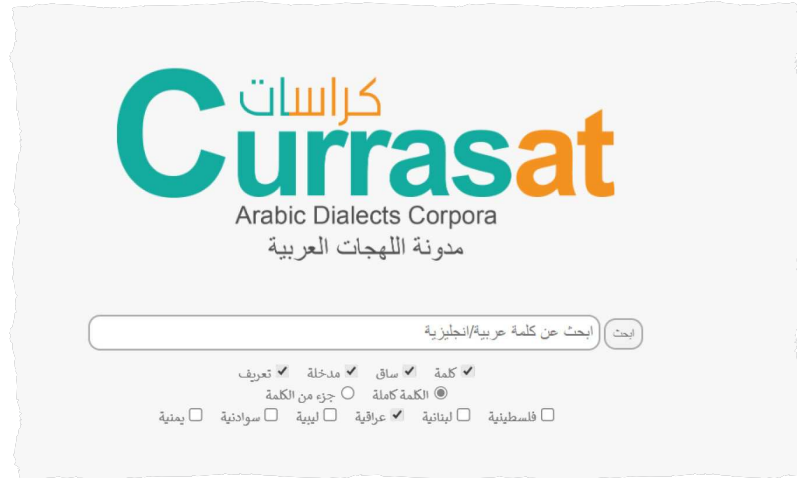 كراسات
Currasat
Arabic Dialects Corpora
مدونة اللهجات العربية
ابحث ابحث عن كلمة عربية/انجليزية
كلمة ساق مدخلة تعريف
الكلمة كاملة جزء من الكلمة
فلسطينية لبنانية عراقية ليبية سوادنية يمنية